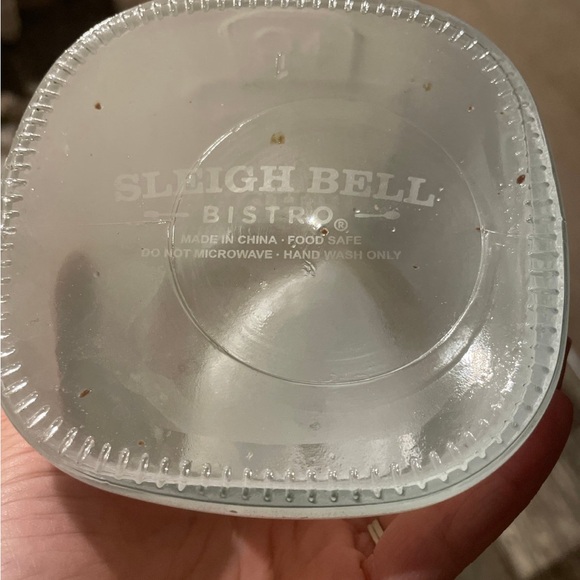 SLEIGH BELL
BISTRO®
MADE IN CHINA · FOOD SAFE
DO NOT MICROWAVE · HAND WASH ONLY